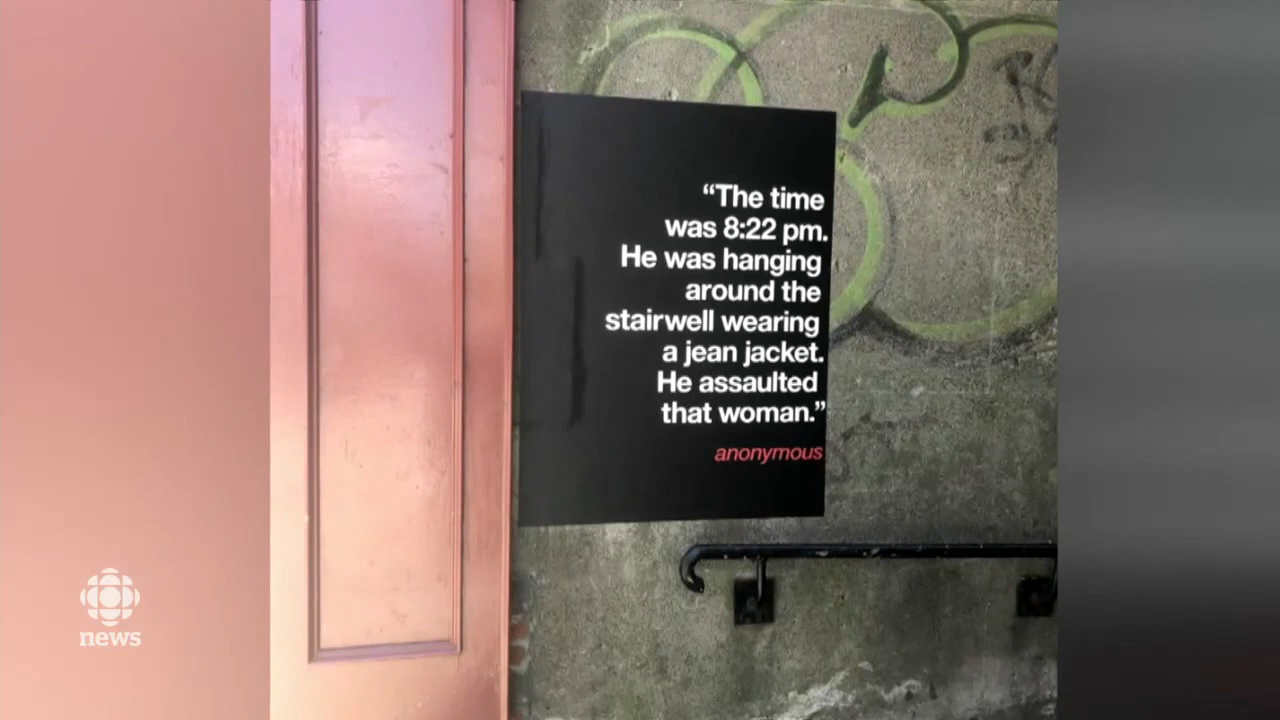 “The time
was 8:22 pm.
He was hanging
around the
stairwell wearing
a jean jacket.
He assaulted
that woman.”
anonymous
news